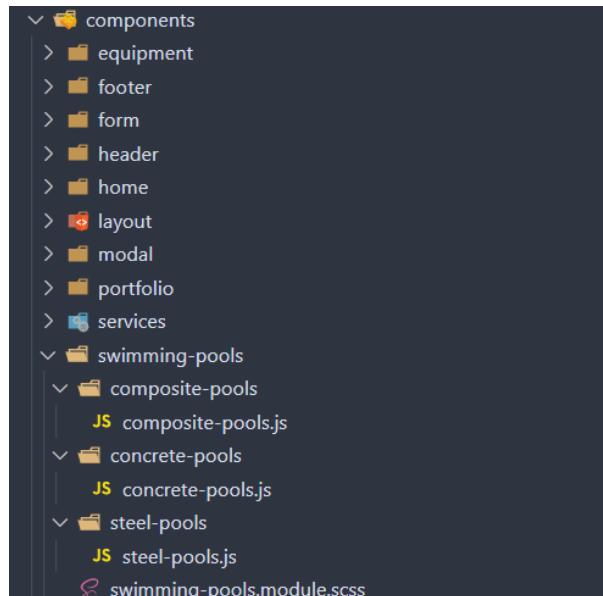 components
equipment
footer
form
header
home
layout
modal
portfolio
services
swimming-pools
composite-pools
JS composite-pools.js
concrete-pools
JS concrete-pools.js
steel-pools
JS steel-pools.js
swimming-pools.module.scss